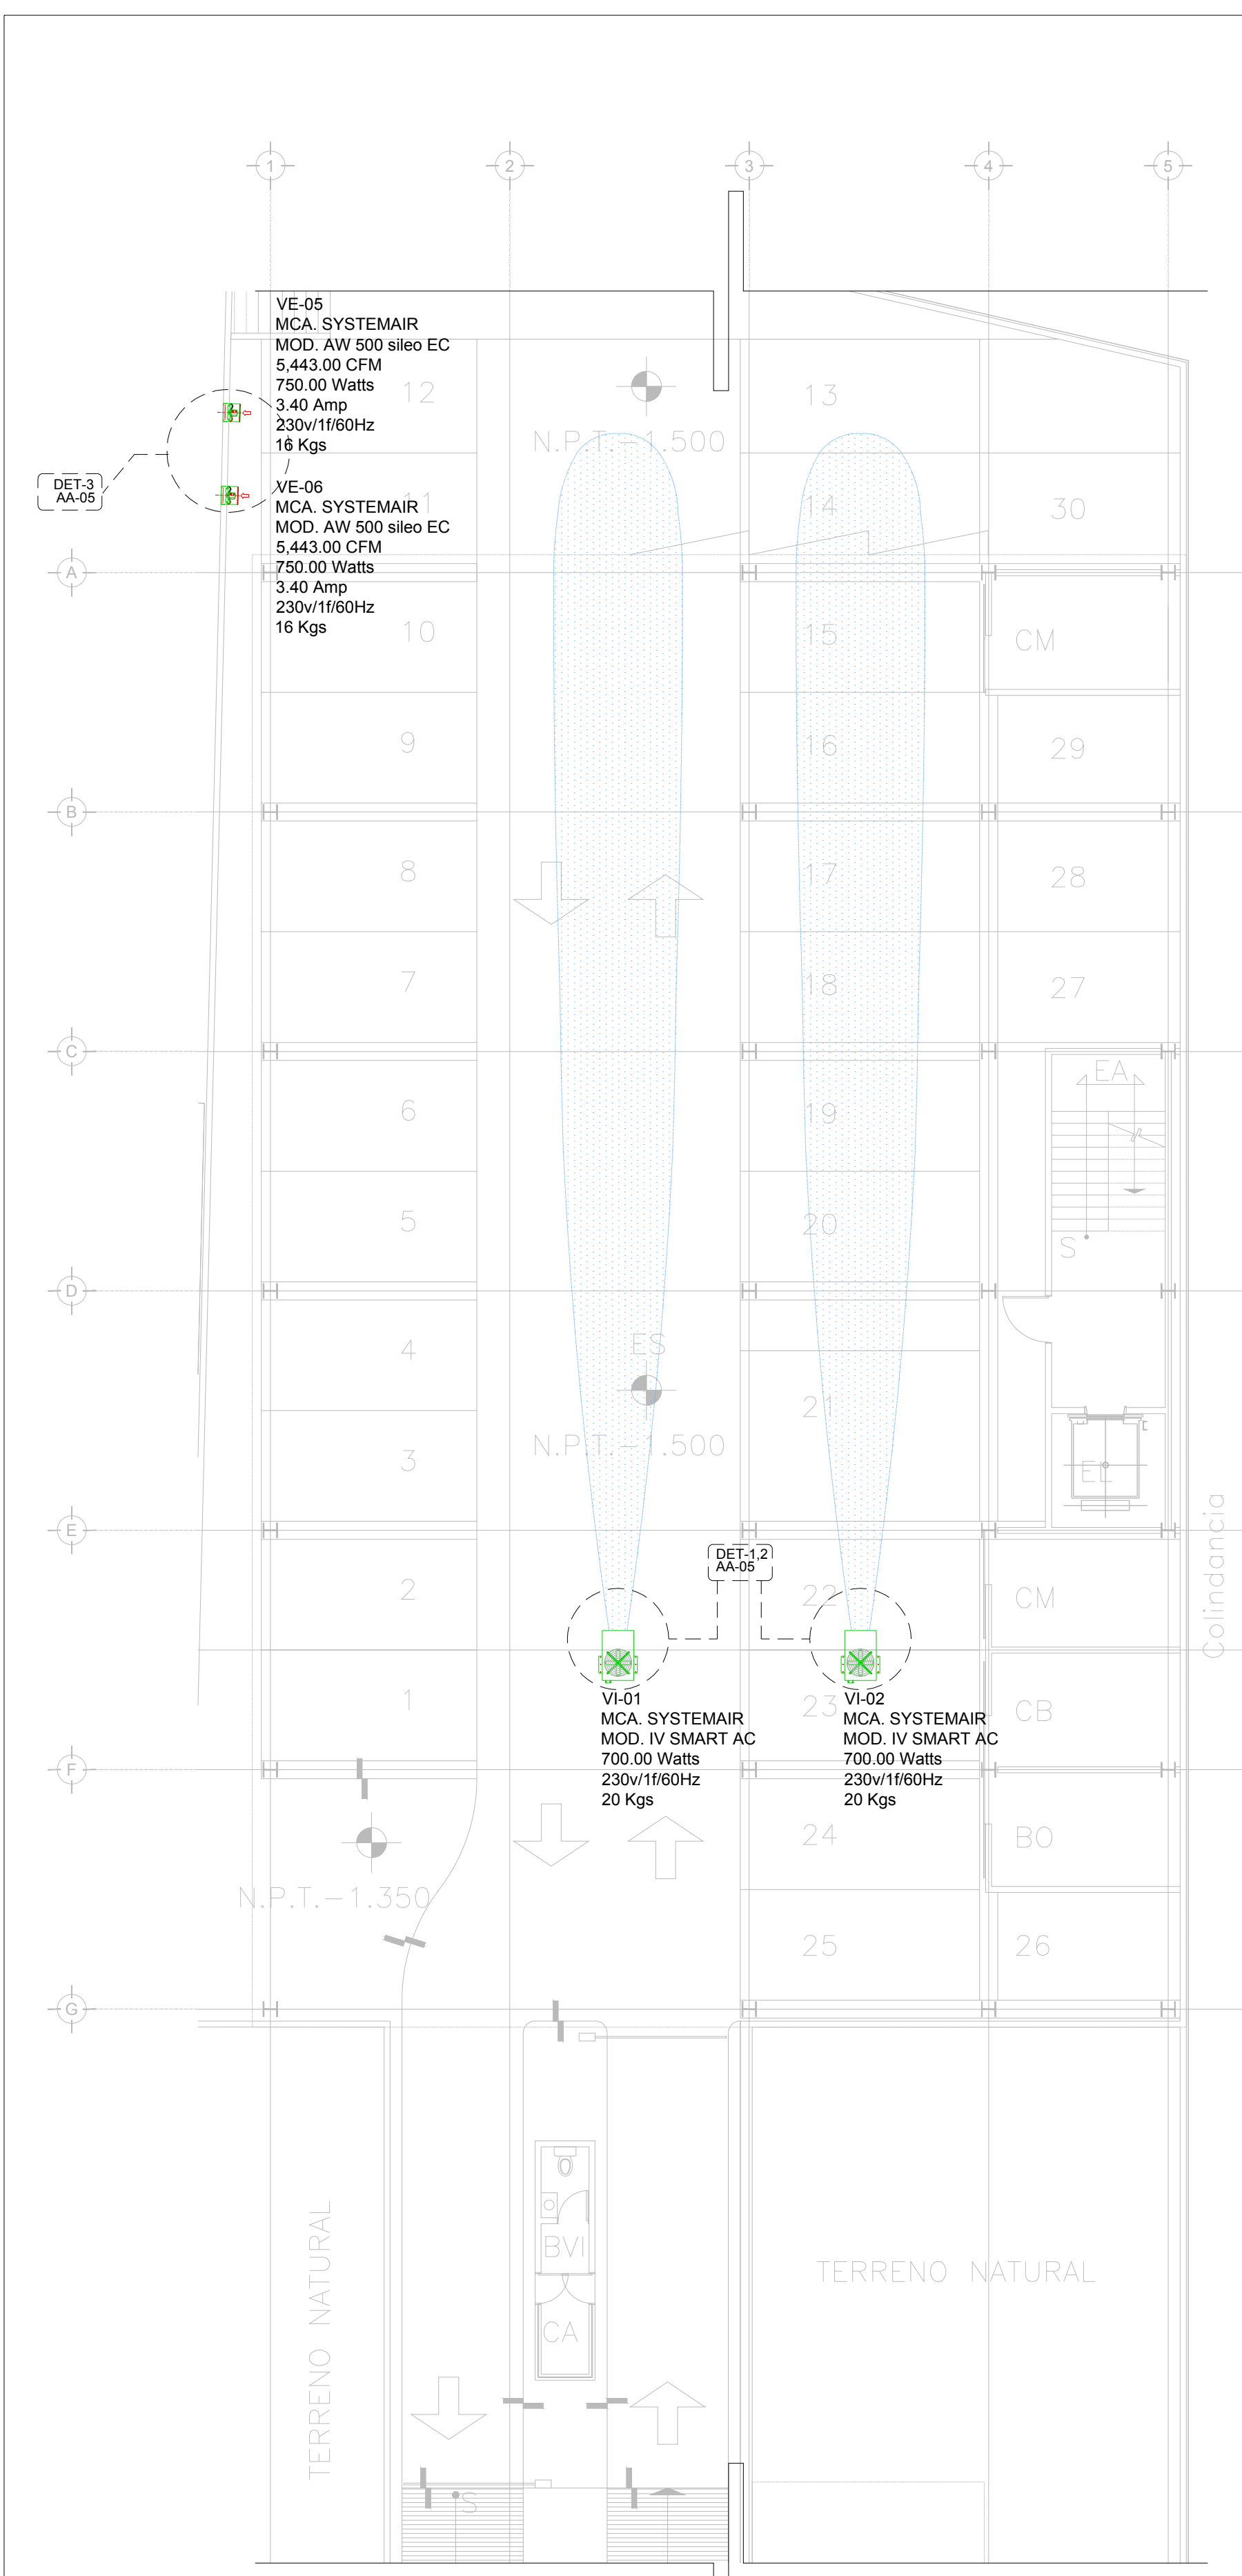 1
2
3
4
5
VE-05
MCA. SYSTEMAIR
MOD. AW 500 sileo EC
5,443.00 CFM
750.00 Watts
3.40 Amp
230v/1f/60Hz
16 Kgs
12
13
N.P.T.-1.500
DET-3
AA-05
VE-06
MCA. SYSTEMAIR
MOD. AW 500 sileo EC
5,443.00 CFM
750.00 Watts
3.40 Amp
230v/1f/60Hz
16 Kgs
11
14
30
A
10
15
CM
9
16
29
B
8
17
28
7
18
27
C
EA
6
19
5
20
S
D
4
ES
21
N.P.T.-1.500
3
EL
E
Colindancia
DET-1,2
AA-05
2
22
CM
1
23
CB
VI-01
MCA. SYSTEMAIR
MOD. IV SMART AC
700.00 Watts
230v/1f/60Hz
20 Kgs
VI-02
MCA. SYSTEMAIR
MOD. IV SMART AC
700.00 Watts
230v/1f/60Hz
20 Kgs
F
24
BO
N.P.T.-1.350
25
26
G
BVI
TERRENO NATURAL
TERRENO NATURAL
CA
S